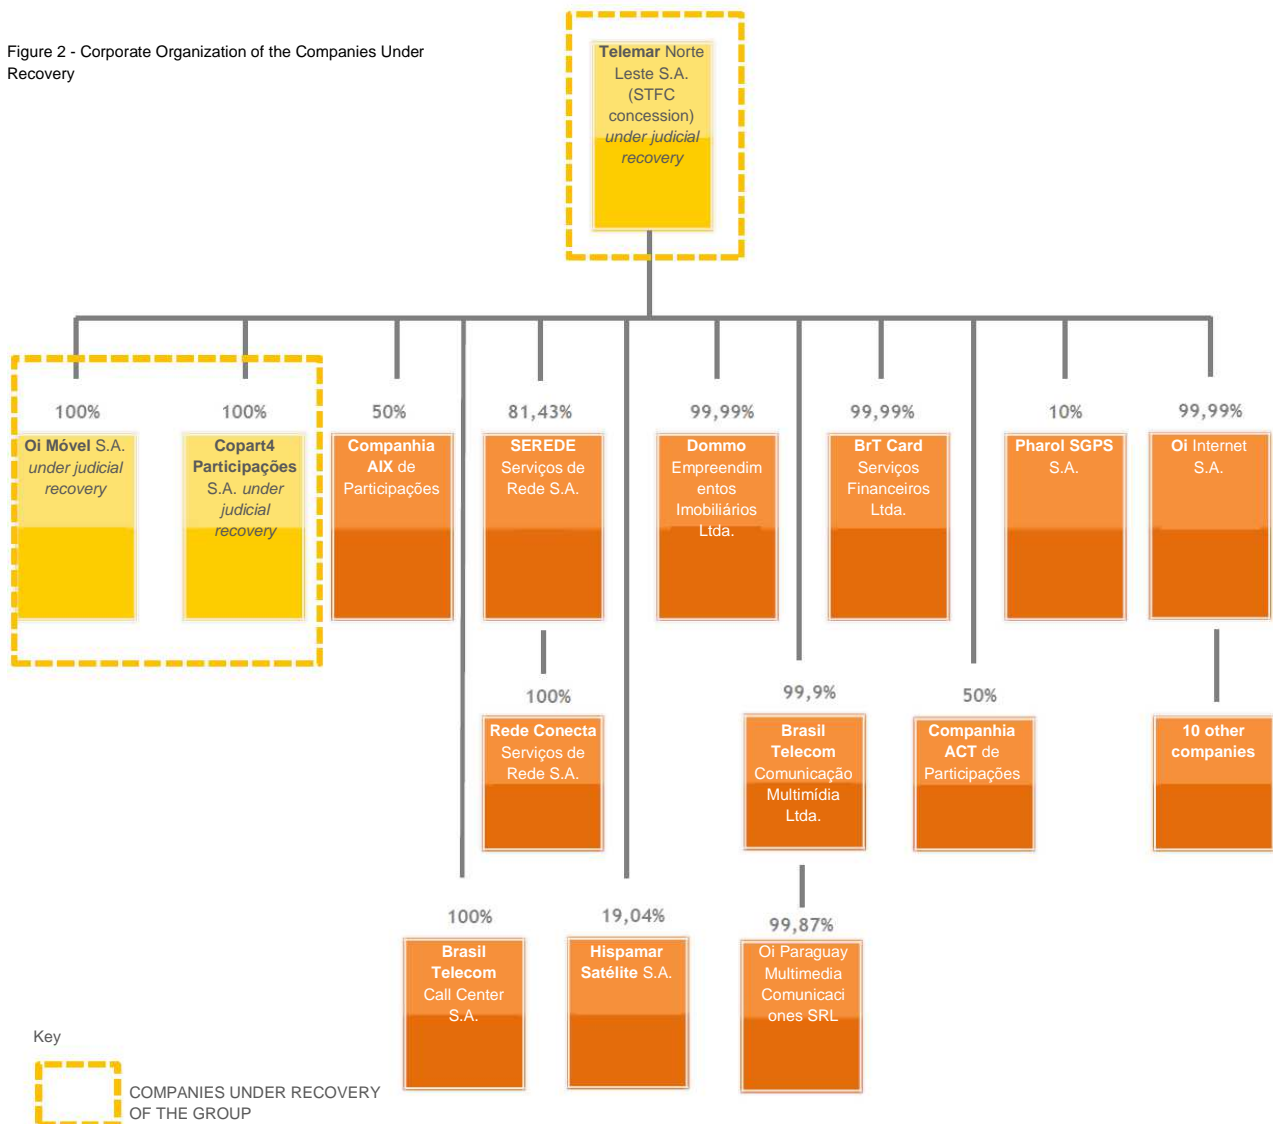 Figure 2 - Corporate Organization of the Companies Under
Recovery
Telemar Norte
Leste S.A.
(STFC
concession)
under judicial
recovery
100%
Oi Móvel S.A.
under judicial
recovery
100%
Copart4
Participações
S.A. under
judicial
recovery
50%
Companhia
AIX de
Participações
81,43%
SEREDE
Serviços de
Rede S.A.
99,99%
Dommo
Empreendim
entos
Imobiliários
Ltda.
99,99%
BrT Card
Serviços
Financeiros
Ltda.
10%
Pharol SGPS
S.A.
99,99%
Oi Internet
S.A.
100%
Rede Conecta
Serviços de
Rede S.A.
99,9%
Brasil
Telecom
Comunicação
Multimídia
Ltda.
50%
Companhia
ACT de
Participações
10 other
companies
100%
Brasil
Telecom
Call Center
S.A.
19,04%
Hispamar
Satélite S.A.
99,87%
Oi Paraguay
Multimedia
Comunicaci
ones SRL
Key
COMPANIES UNDER RECOVERY
OF THE GROUP